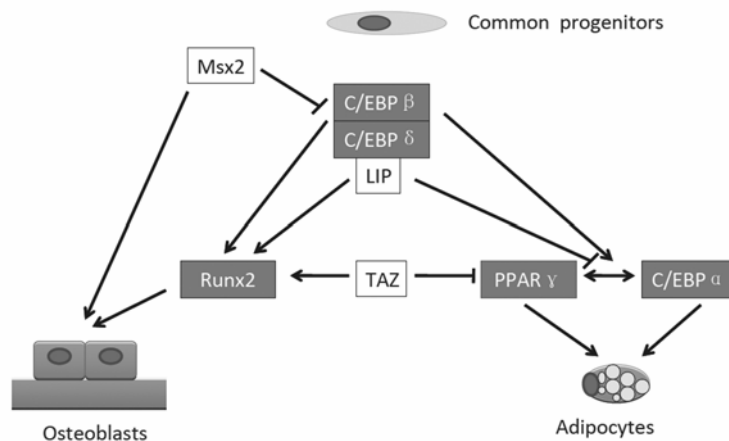 Common progenitors
Msx2
C/EBP β
C/EBP δ
LIP
Runx2
TAZ
PPAR γ
C/EBP α
Osteoblasts
Adipocytes